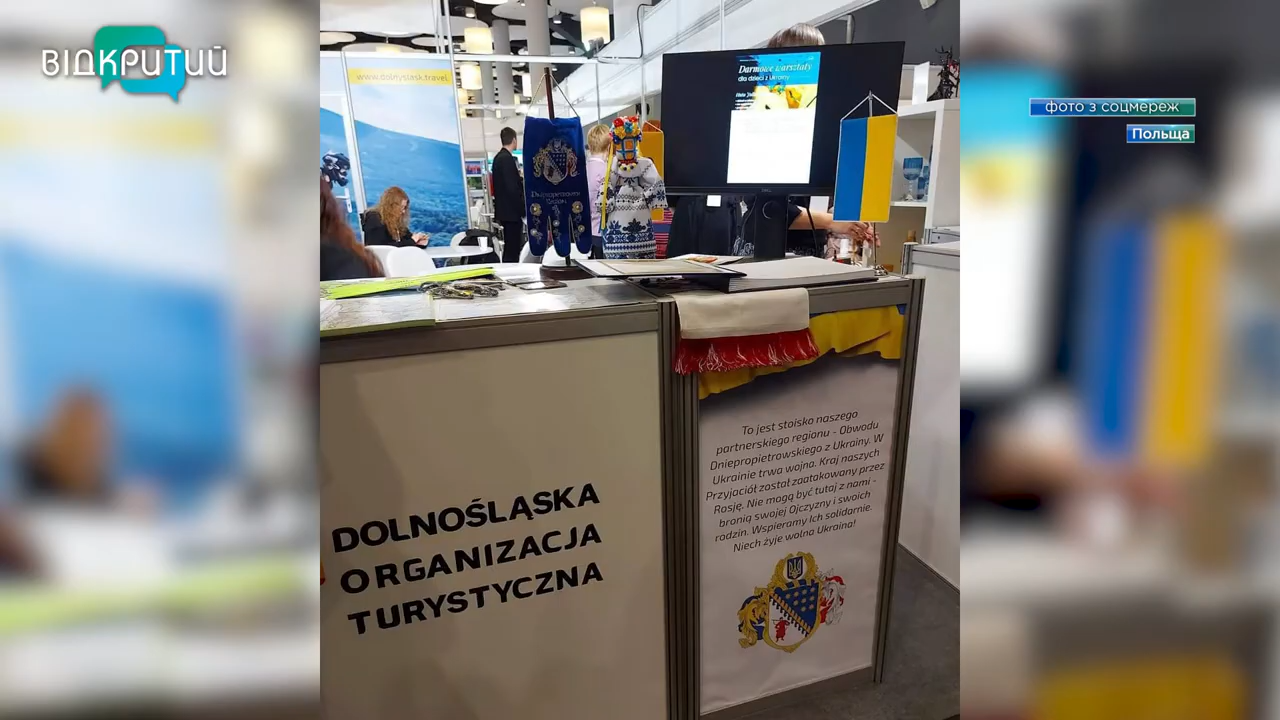 ВІДКРИТИЙ
фото з соцмереж
Польща
www.dolnyslask.travel
Darmowe warsztaty
dla dzieci z Ukrainy
DELL
To jest stoisko naszego
partnerskiego regionu - Obwodu
Dniepropietrowskiego z Ukrainy. W
Ukrainie trwa wojna. Kraj naszych
Przyjaciół został zaatakowany przez
Rosję. Nie mogą być tutaj z nami -
bronią swojej Ojczyzny i swoich
rodzin. Wspieramy Ich solidarnie.
Niech żyje wolna Ukraina!
DOLNOŚLĄSKA
ORGANIZACJA
TURYSTYCZNA